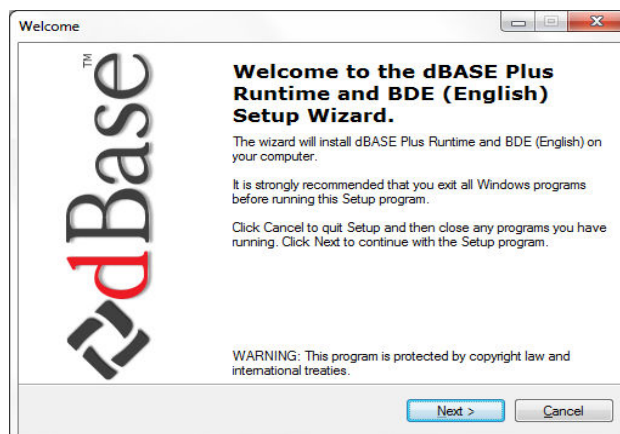 Welcome
dBase™
Welcome to the dBASE Plus
Runtime and BDE (English)
Setup Wizard.
The wizard will install dBASE Plus Runtime and BDE (English) on
your computer.
It is strongly recommended that you exit all Windows programs
before running this Setup program.
Click Cancel to quit Setup and then close any programs you have
running. Click Next to continue with the Setup program.
WARNING: This program is protected by copyright law and
international treaties.
Next >
Cancel